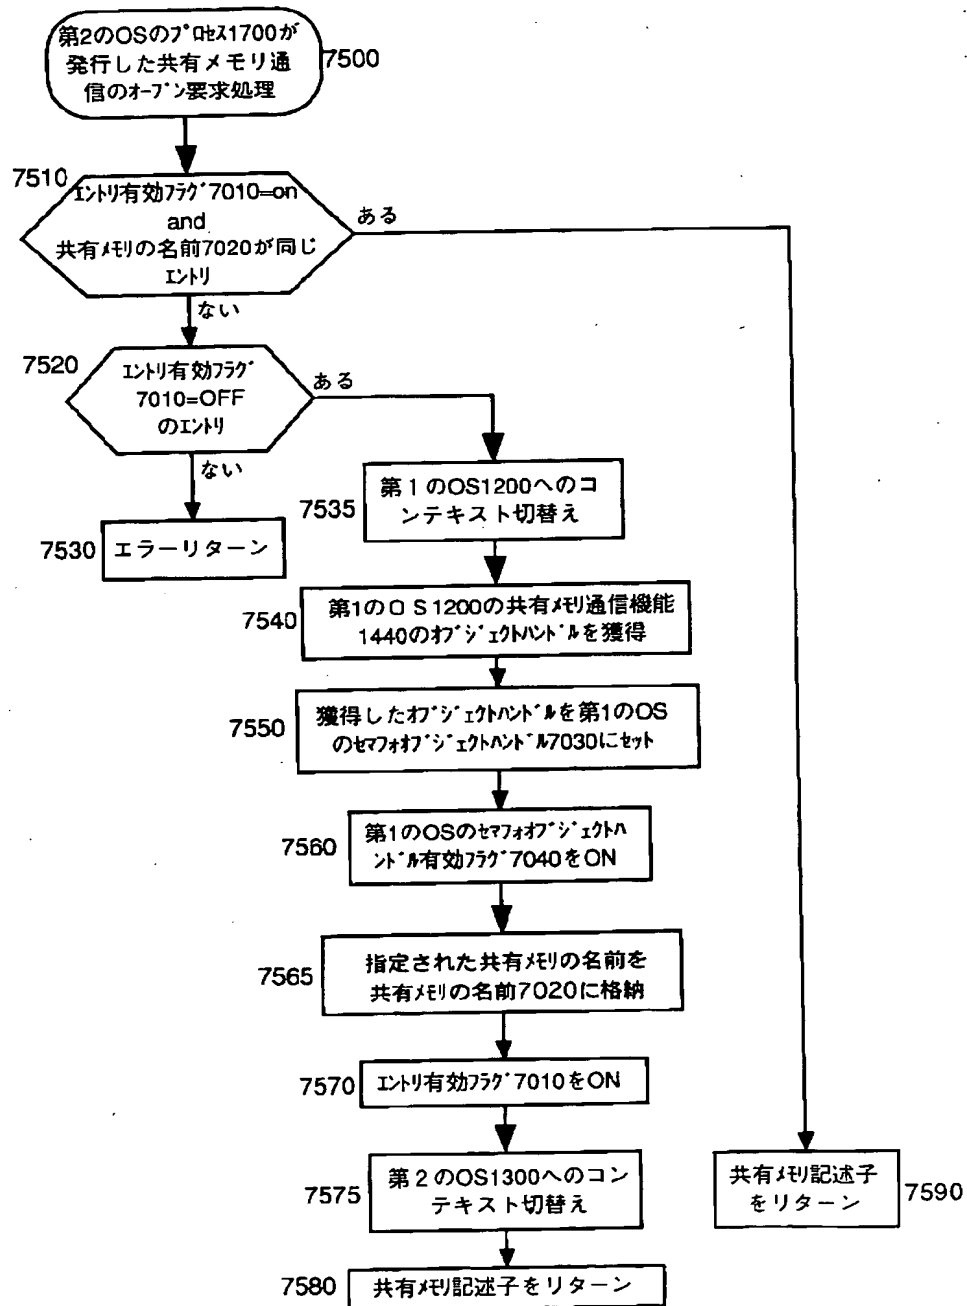 第2のOSのプロセス1700が
発行した共有メモリ通
信のオープン要求処理
7500
7510
エントリ有効フラグ7010=on
and
共有メモリの名前7020が同じ
エントリ
ある
ない
7520
エントリ有効フラグ
7010=OFF
のエントリ
ある
ない
7530
エラーリターン
7535
第1のOS1200へのコ
ンテキスト切替え
7540
第1のOS1200の共有メモリ通信機能
1440のオブジェクトハンドルを獲得
7550
獲得したオブジェクトハンドルを第1のOS
のセマフォオブジェクトハンドル7030にセット
7560
第1のOSのセマフォオブジェクトハ
ンドル有効フラグ7040をON
7565
指定された共有メモリの名前を
共有メモリの名前7020に格納
7570
エントリ有効フラグ7010をON
7575
第2のOS1300へのコン
テキスト切替え
7580
共有メモリ記述子をリターン
共有メモリ記述子
をリターン
7590